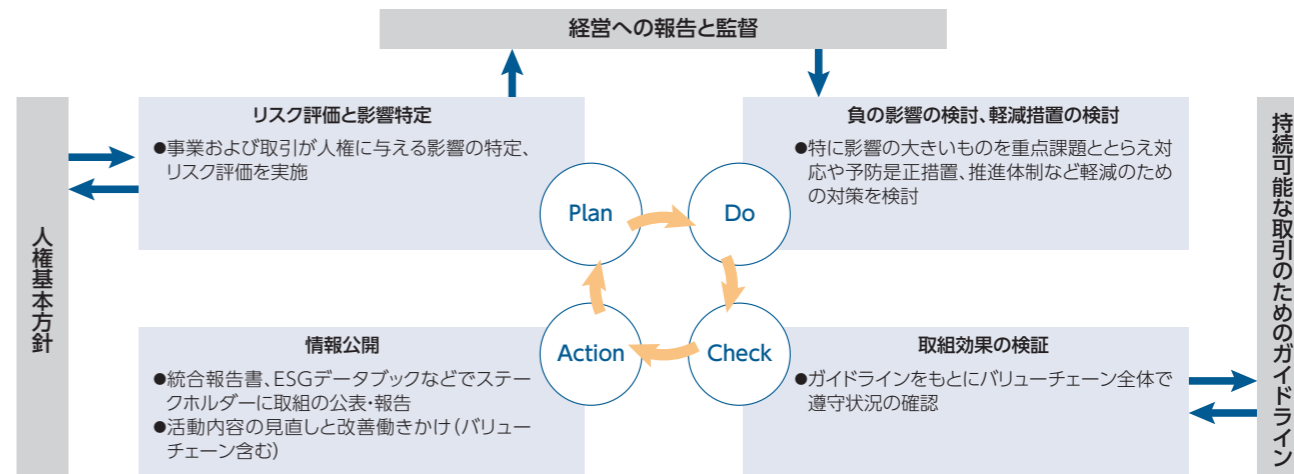 経営への報告と監督
人権基本方針
リスク評価と影響特定
●事業および取引が人権に与える影響の特定、
リスク評価を実施
負の影響の検討、軽減措置の検討
●特に影響の大きいものを重点課題ととらえ対
応や予防是正措置、推進体制など軽減のため
の対策を検討
Plan
Do
Action
Check
情報公開
●統合報告書、ESGデータブックなどでステー
クホルダーに取組の公表・報告
●活動内容の見直しと改善働きかけ（バリュー
チェーン含む）
取組効果の検証
●ガイドラインをもとにバリューチェーン全体で
遵守状況の確認
持続可能な取引のためのガイドライン